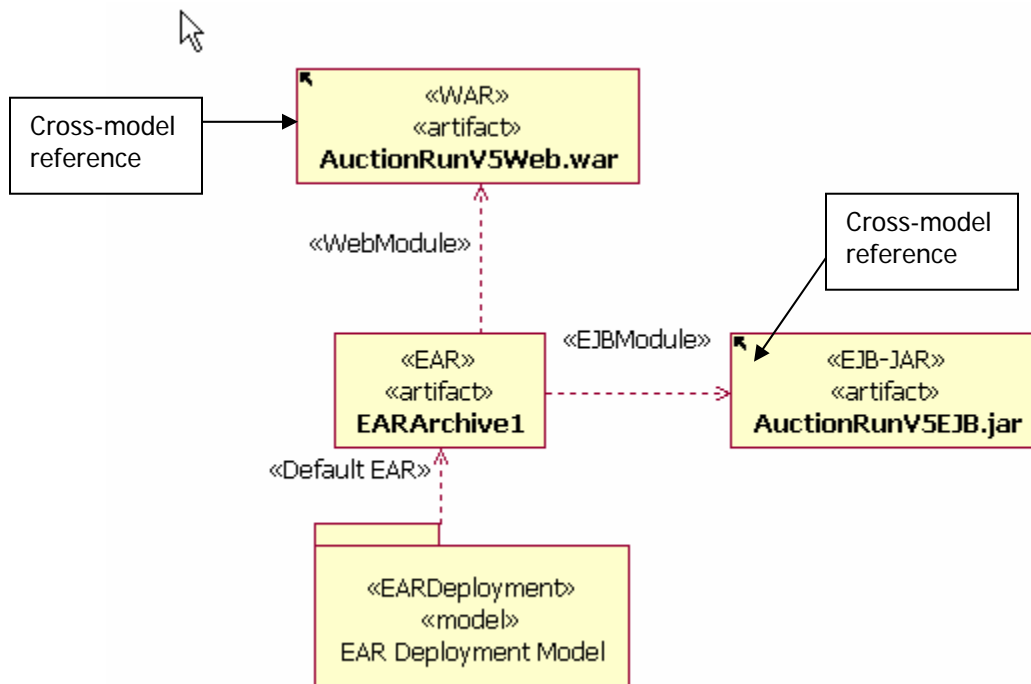 «WAR»
«artifact»
AuctionRunV5Web.war
Cross-model
reference
«WebModule»
Cross-model
reference
«EAR»
«artifact»
EARArchive1
«EJBModule»
«EJB-JAR»
«artifact»
AuctionRunV5EJB.jar
«Default EAR»
«EARDeployment»
«model»
EAR Deployment Model